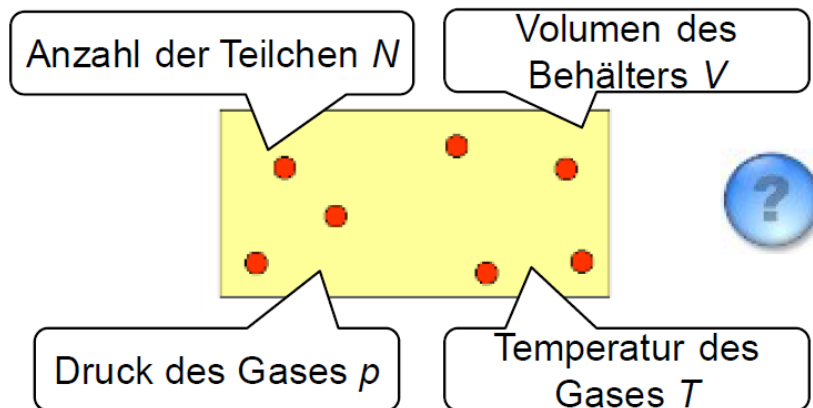 Anzahl der Teilchen N
Volumen des
Behälters V
?
Druck des Gases p
Temperatur des
Gases T